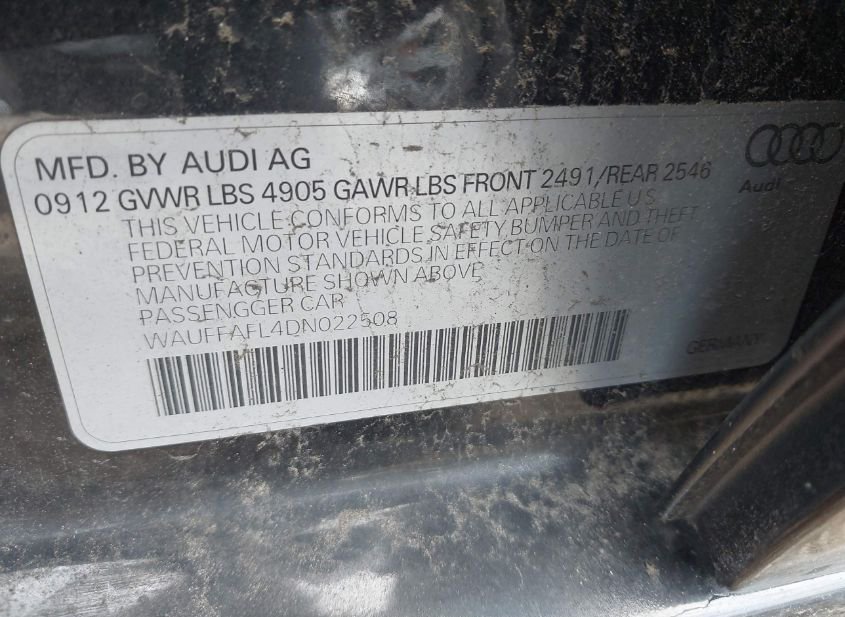 MFD. BY AUDI AG
0912 GVWR LBS 4905 GAWR LBS FRONT 2491/REAR 2546
THIS VEHICLE CONFORMS TO ALL APPLICABLE U.S.
FEDERAL MOTOR VEHICLE SAFETY, BUMPER AND THEFT
PREVENTION STANDARDS IN EFFECT ON THE DATE OF
MANUFACTURE SHOWN ABOVE
PASSENGGER CAR
WAUFFAFL4DN022508
Audi
GERMANY